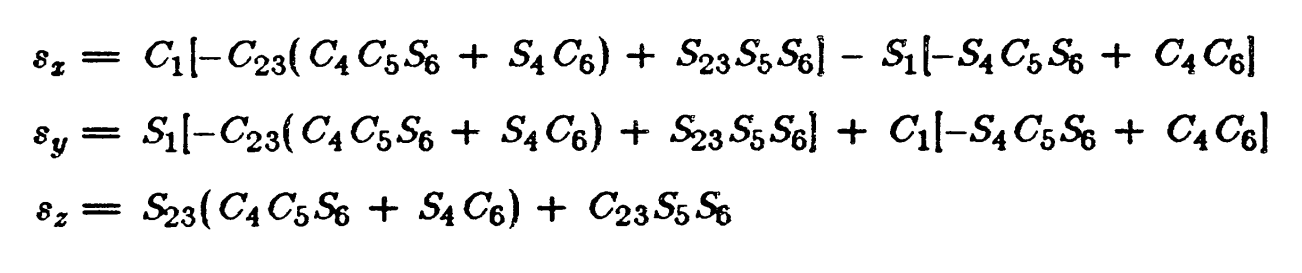 s_x = C_1[-C_{23}(C_4C_5S_6 + S_4C_6) + S_{23}S_5S_6] - S_1[-S_4C_5S_6 + C_4C_6]
s_y = S_1[-C_{23}(C_4C_5S_6 + S_4C_6) + S_{23}S_5S_6] + C_1[-S_4C_5S_6 + C_4C_6]
s_z = S_{23}(C_4C_5S_6 + S_4C_6) + C_{23}S_5S_6